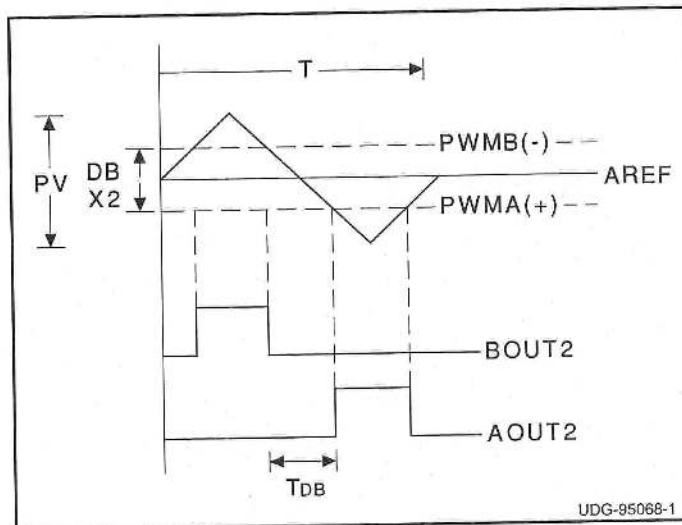 T
PWMB(-)
DB
X2
PV
AREF
PWMA(+)
BOUT2
AOUT2
TDB
UDG-95068-1